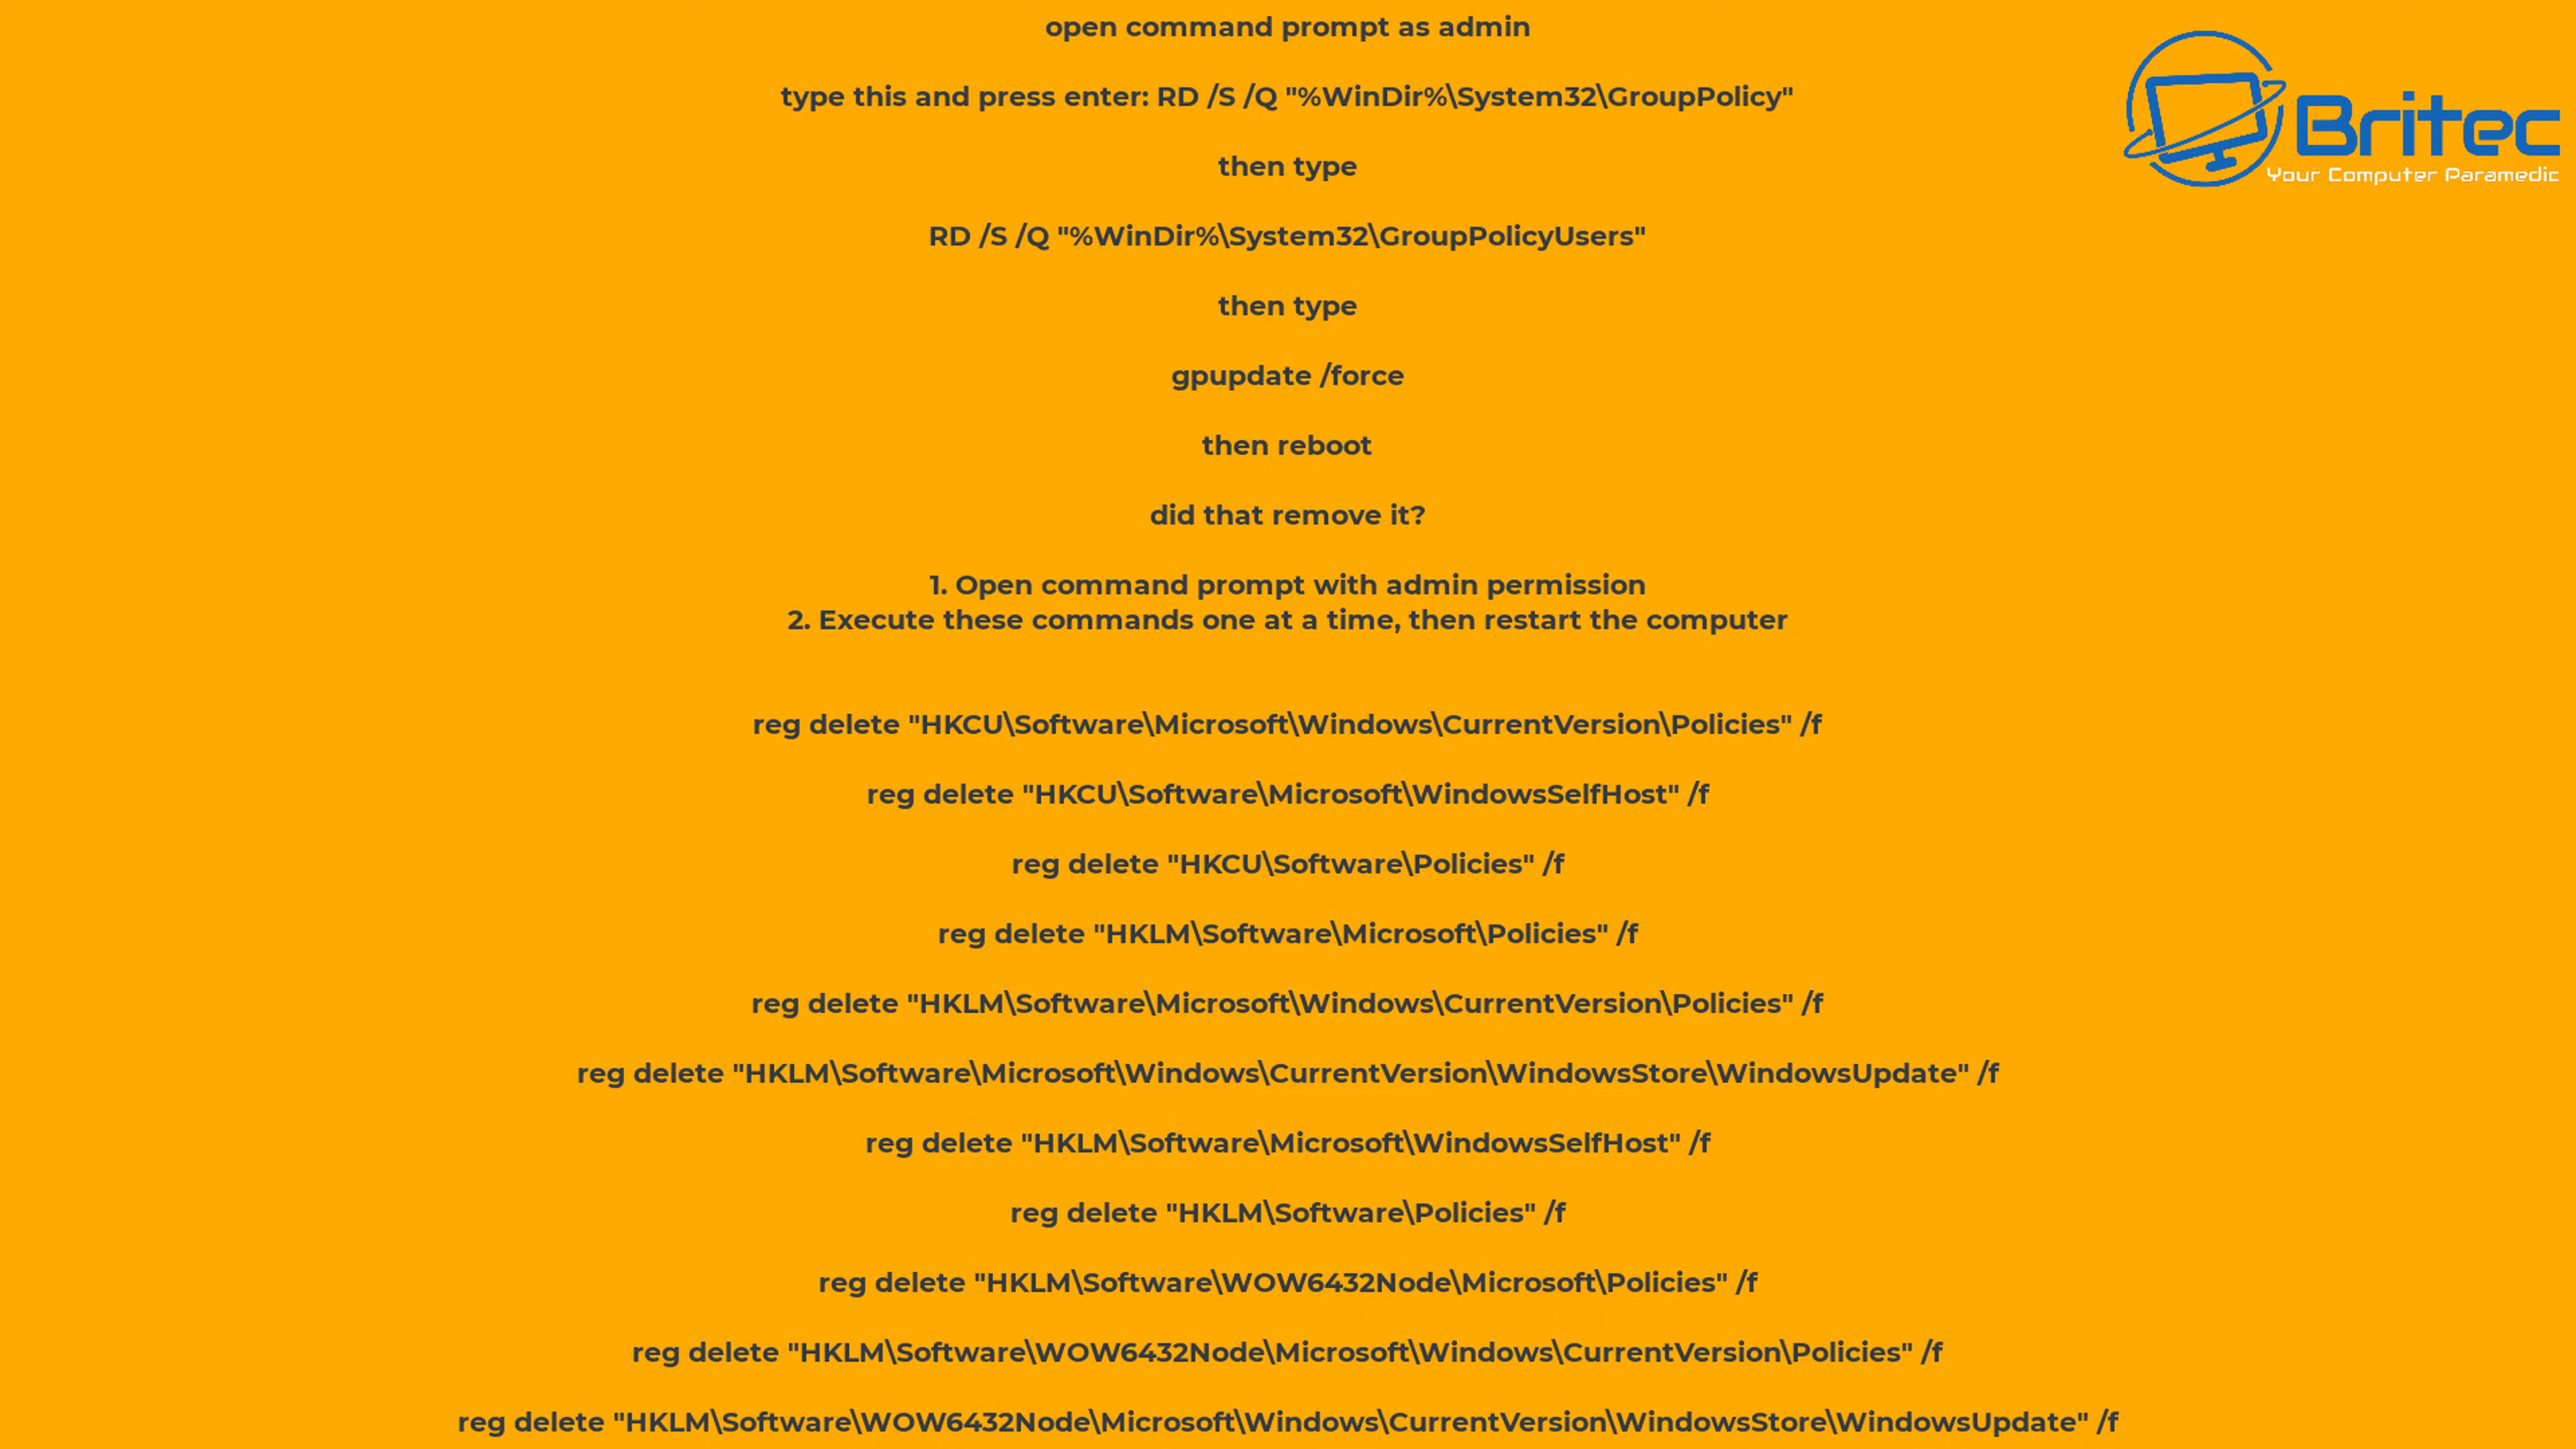 open command prompt as admin
type this and press enter: RD /S /Q "%WinDir%\System32\GroupPolicy"
then type
RD /S /Q "%WinDir%\System32\GroupPolicyUsers"
then type
gpupdate /force
then reboot
did that remove it?
1. Open command prompt with admin permission
2. Execute these commands one at a time, then restart the computer
reg delete "HKCU\Software\Microsoft\Windows\CurrentVersion\Policies" /f
reg delete "HKCU\Software\Microsoft\WindowsSelfHost" /f
reg delete "HKCU\Software\Policies" /f
reg delete "HKLM\Software\Microsoft\Policies" /f
reg delete "HKLM\Software\Microsoft\Windows\CurrentVersion\Policies" /f
reg delete "HKLM\Software\Microsoft\Windows\CurrentVersion\WindowsStore\WindowsUpdate" /f
reg delete "HKLM\Software\Microsoft\WindowsSelfHost" /f
reg delete "HKLM\Software\Policies" /f
reg delete "HKLM\Software\WOW6432Node\Microsoft\Policies" /f
reg delete "HKLM\Software\WOW6432Node\Microsoft\Windows\CurrentVersion\Policies" /f
reg delete "HKLM\Software\WOW6432Node\Microsoft\Windows\CurrentVersion\WindowsStore\WindowsUpdate" /f
Britec
Your Computer Paramedic